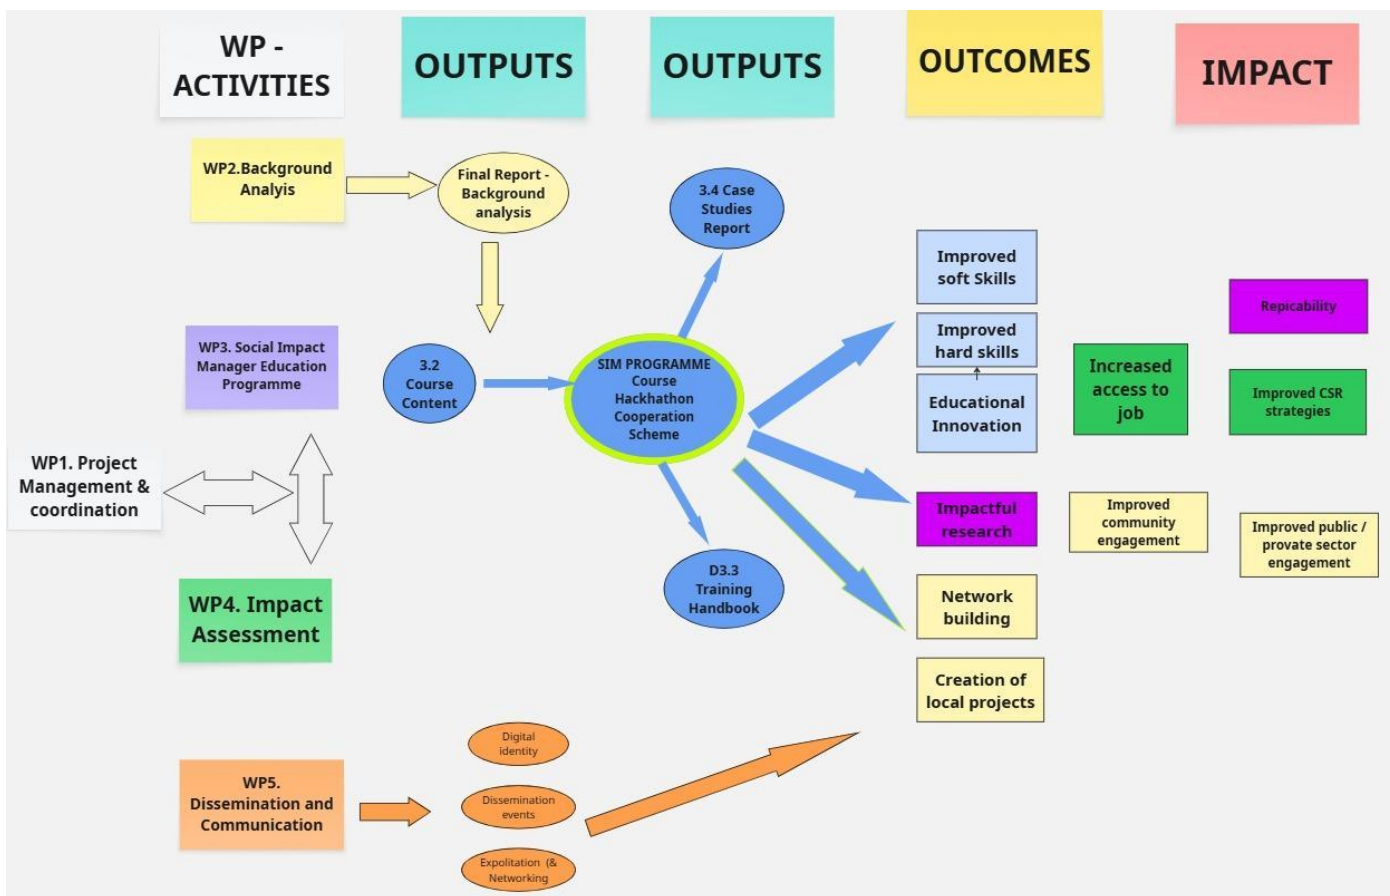 WP -
ACTIVITIES
OUTPUTS
OUTPUTS
OUTCOMES
IMPACT
WP2.Background
Analyis
Final Report -
Background
analysis
3.4 Case
Studies
Report
Improved
soft Skills
Repicability
WP3. Social Impact
Manager Education
Programme
3.2
Course
Content
SIM PROGRAMME
Course
Hackhathon
Cooperation
Scheme
Improved
hard skills
Educational
Innovation
Increased
access to
job
Improved CSR
strategies
WP1. Project
Management &
coordination
Impactful
research
Improved
community
engagement
Improved public /
provate sector
engagement
WP4. Impact
Assessment
D3.3
Training
Handbook
Network
building
Creation of
local projects
WP5.
Dissemination and
Communication
Digital
identity
Dissemination
events
Expolitation (&
Networking